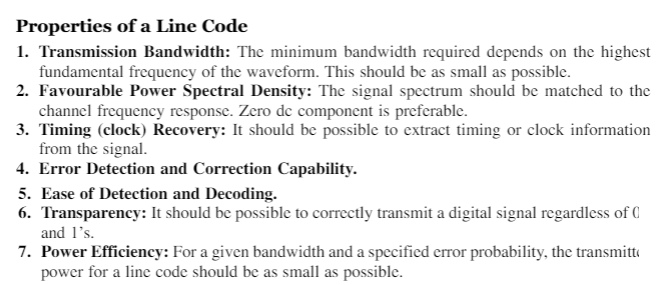 Properties of a Line Code
1. Transmission Bandwidth: The minimum bandwidth required depends on the highest
fundamental frequency of the waveform. This should be as small as possible.
2. Favourable Power Spectral Density: The signal spectrum should be matched to the
channel frequency response. Zero dc component is preferable.
3. Timing (clock) Recovery: It should be possible to extract timing or clock information
from the signal.
4. Error Detection and Correction Capability.
5. Ease of Detection and Decoding.
6. Transparency: It should be possible to correctly transmit a digital signal regardless of
and 1's.
7. Power Efficiency: For a given bandwidth and a specified error probability, the
power for a line code should be as small as possible.